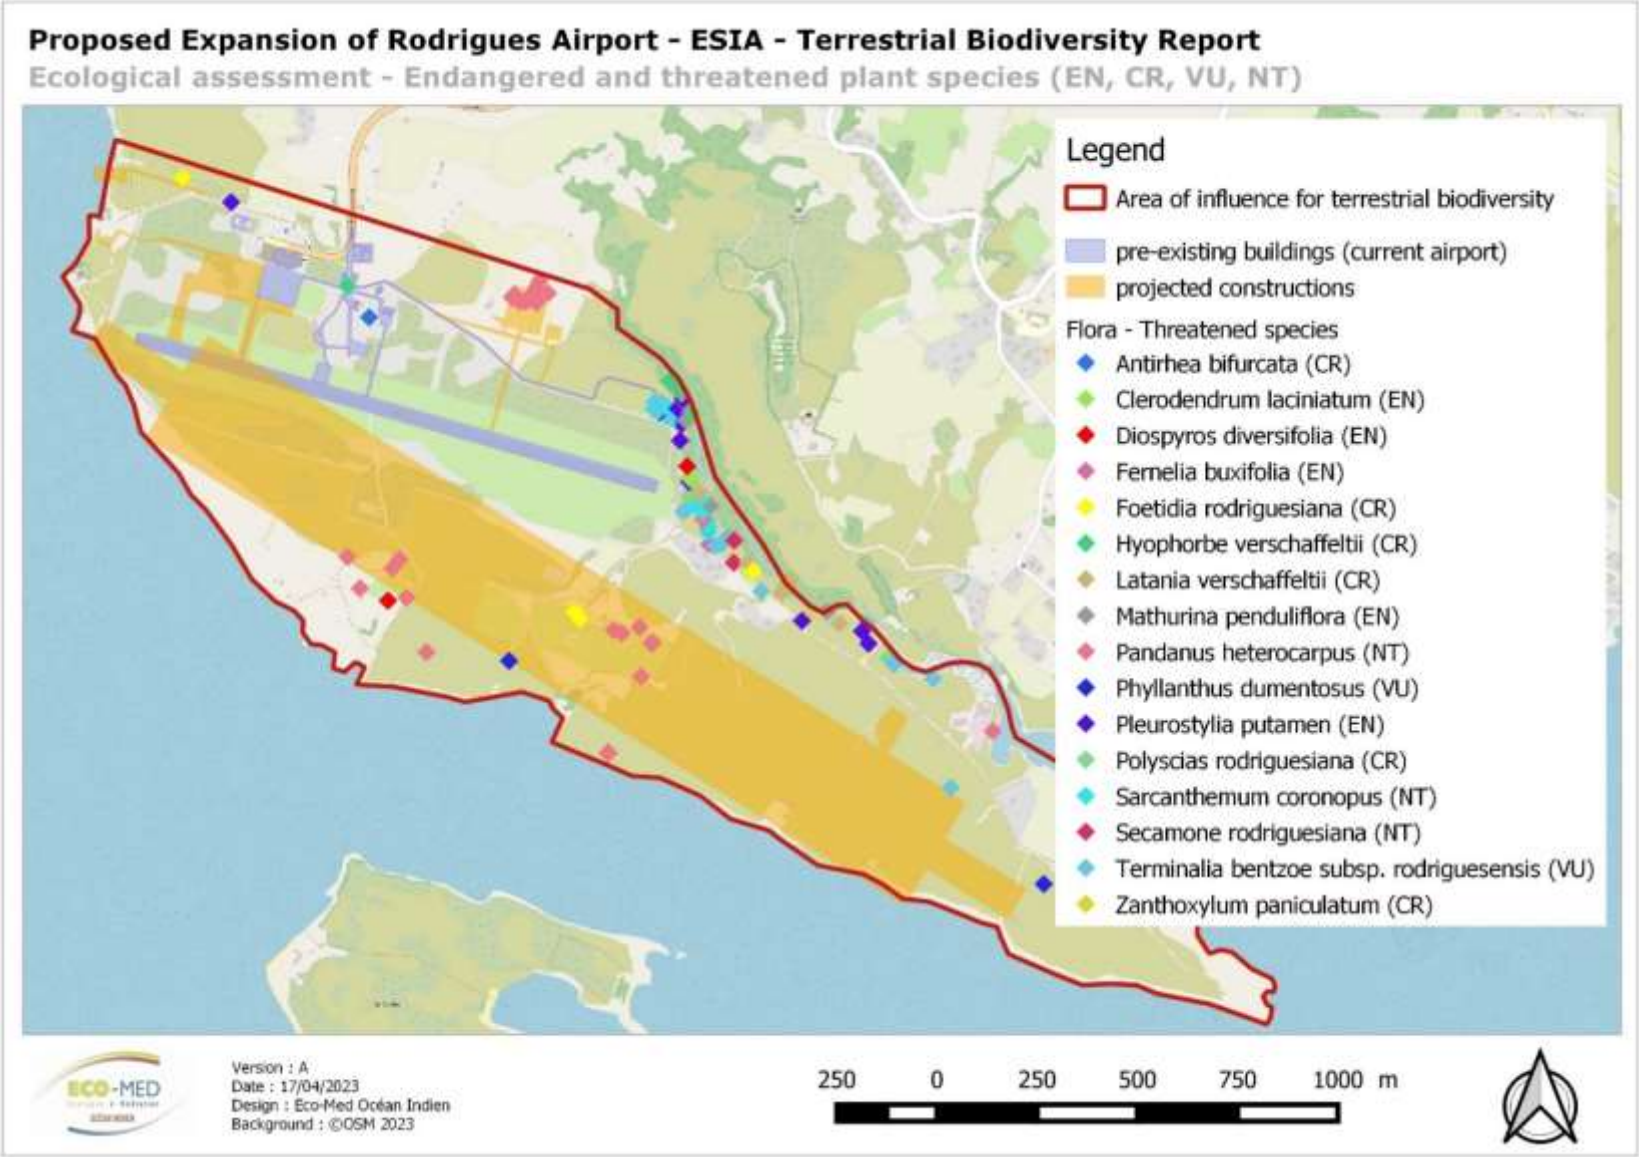 Proposed Expansion of Rodrigues Airport - ESIA - Terrestrial Biodiversity Report
Ecological assessment - Endangered and threatened plant species (EN, CR, VU, NT)
Legend
Area of influence for terrestrial biodiversity
pre-existing buildings (current airport)
projected constructions
Flora - Threatened species
Antirhea bifurcata (CR)
Clerodendrum laciniatum (EN)
Diospyros diversifolia (EN)
Fernelia buxifolia (EN)
Foetidia rodriguesiana (CR)
Hyophorbe verschaffeltii (CR)
Latania verschaffeltii (CR)
Mathurina penduliflora (EN)
Pandanus heterocarpus (NT)
Phyllanthus dumentosus (VU)
Pleurostylia putamen (EN)
Polyscias rodriguesiana (CR)
Sarcanthemum coronopus (NT)
Secamone rodriguesiana (NT)
Terminalia bentzoe subsp. rodriguesensis (VU)
Zanthoxylum paniculatum (CR)
ECO-MED
OCÉAN INDIEN
Version : A
Date : 17/04/2023
Design : Eco-Med Océan Indien
Background : ©OSM 2023
250 0 250 500 750 1000 m